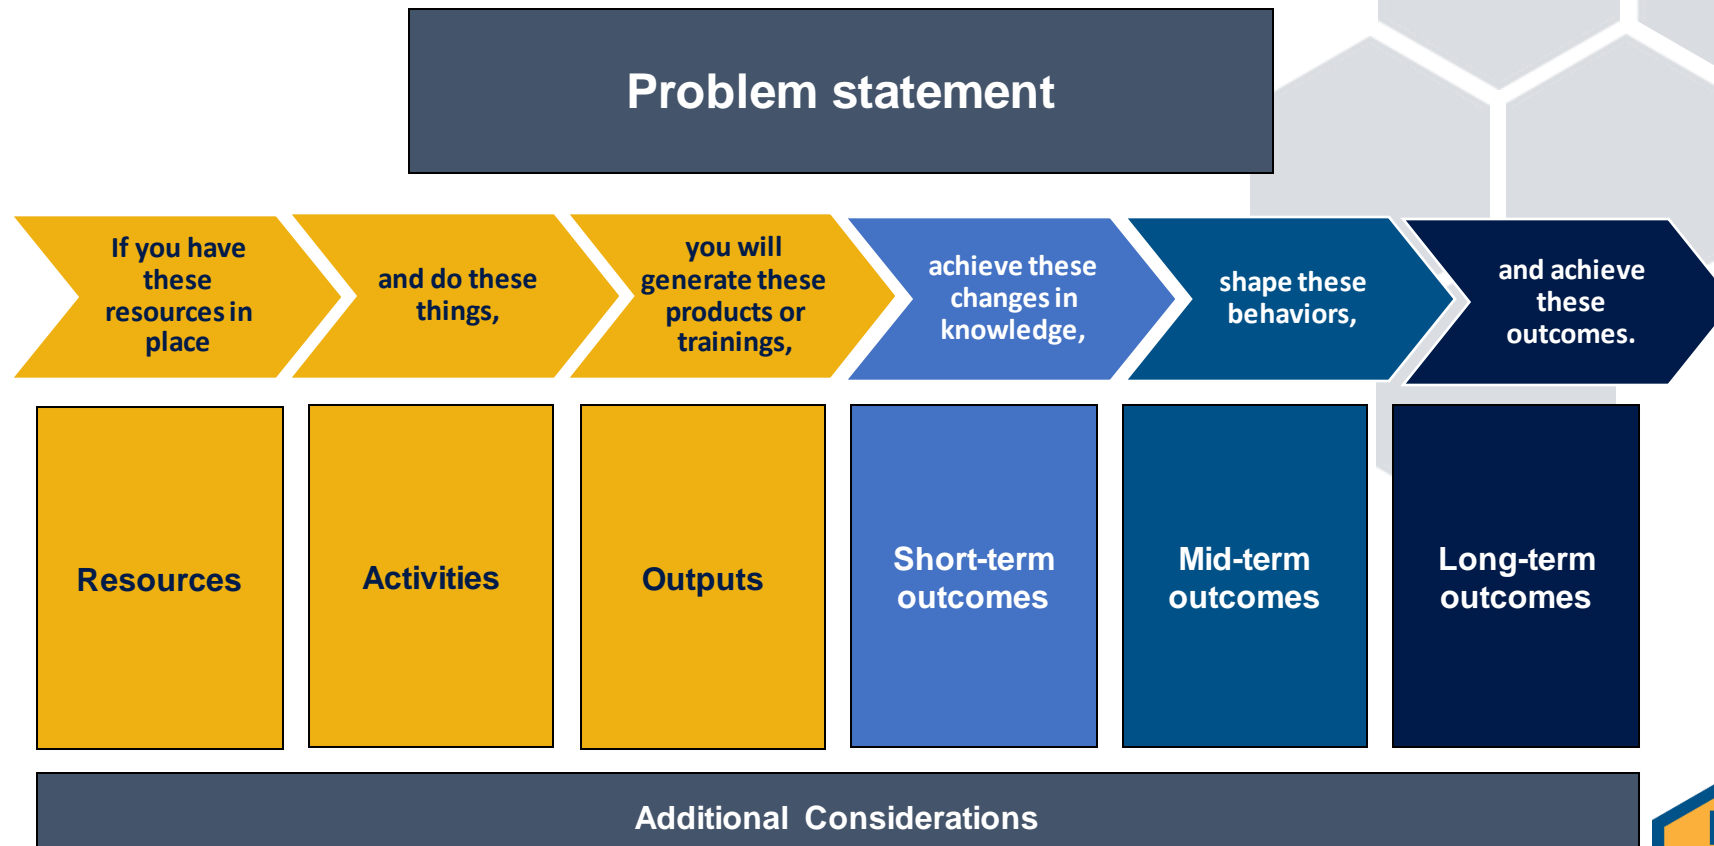 Problem statement
If you have
these
resources in
place
and do these
things,
you will
generate these
products or
trainings,
achieve these
changes in
knowledge,
shape these
behaviors,
and achieve
these
outcomes.
Resources
Activities
Outputs
Short-term
outcomes
Mid-term
outcomes
Long-term
outcomes
Additional Considerations